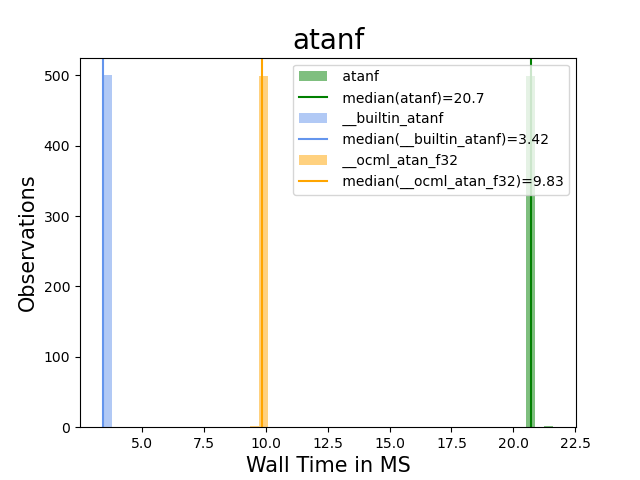 atanf
Observations
500
400
300
200
100
0
atanf
median(atanf)=20.7
__builtin_atanf
median(__builtin_atanf)=3.42
__ocml_atan_f32
median(__ocml_atan_f32)=9.83
5.0 7.5 10.0 12.5 15.0 17.5 20.0 22.5
Wall Time in MS